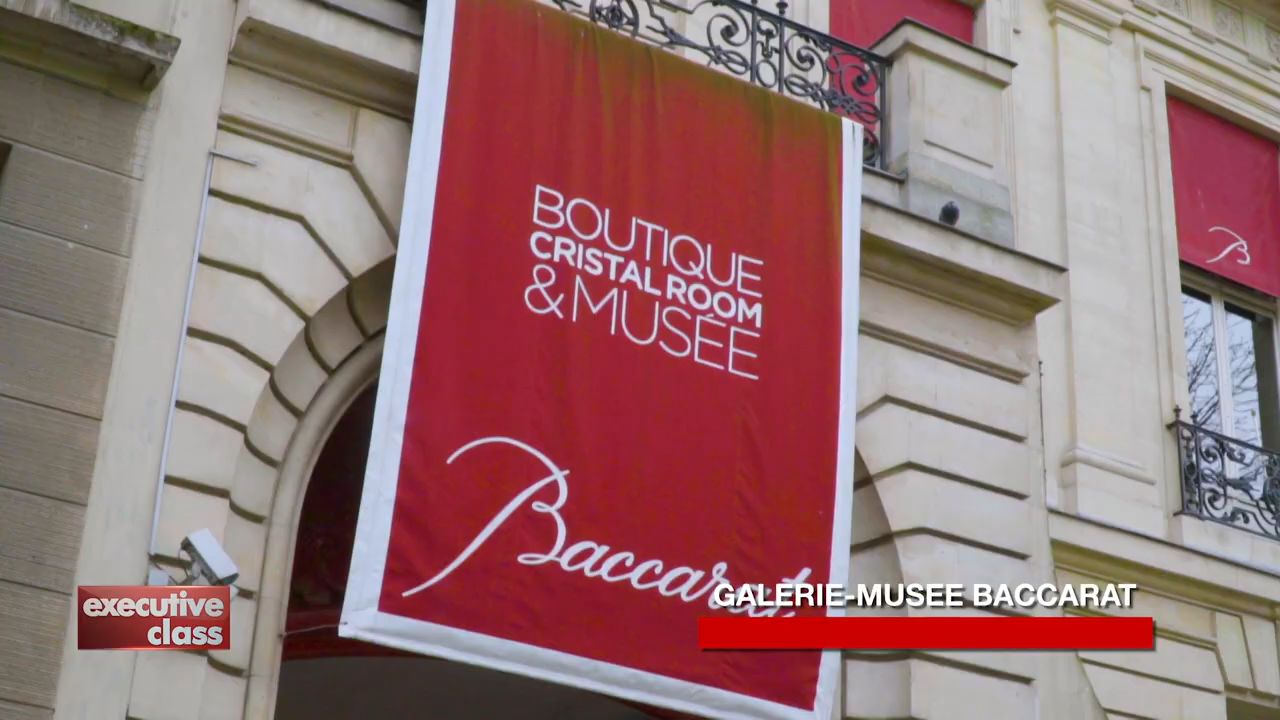 BOUTIQUE
CRISTAL ROOM
& MUSÉE
Baccarat
B
GALERIE-MUSEE BACCARAT
executive
class